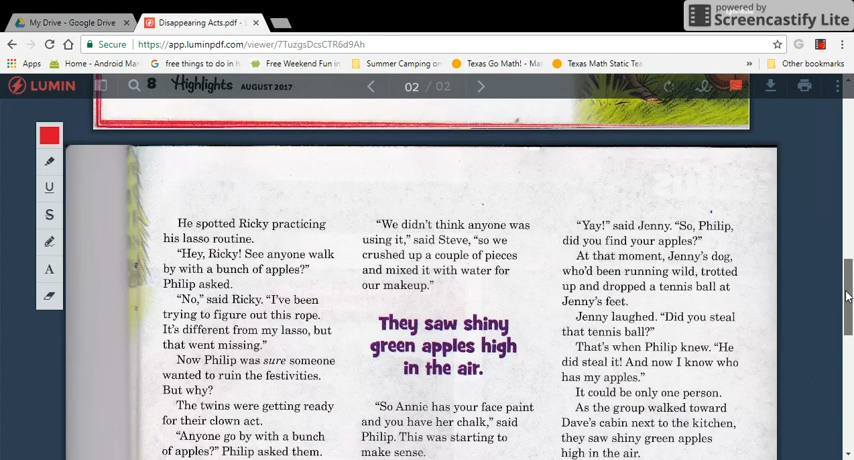 powered by
Screencastify Lite
My Drive - Google Drive
Disappearing Acts.pdf -
Secure
https://app.luminpdf.com/viewer/7TuzgsDcsCTR6d9Ah
Apps
Home - Android Mar
free things to do in h
Free Weekend Fun in
Summer Camping on
Texas Go Math! - Mat
Texas Math Static Tea
Other bookmarks
LUMIN
8 Highlights AUGUST 2017
02 / 02
U
S
A
He spotted Ricky practicing
his lasso routine.
“Hey, Ricky! See anyone walk
by with a bunch of apples?”
Philip asked.
“No,” said Ricky. “I’ve been
trying to figure out this rope.
It’s different from my lasso, but
that went missing.”
Now Philip was sure someone
wanted to ruin the festivities.
But why?
The twins were getting ready
for their clown act.
“Anyone go by with a bunch
of apples?” Philip asked them.
“We didn’t think anyone was
using it,” said Steve, “so we
crushed up a couple of pieces
and mixed it with water for
our makeup.”
They saw shiny
green apples high
in the air.
“So Annie has your face paint
and you have her chalk,” said
Philip. This was starting to
make sense.
“Yay!” said Jenny. “So, Philip,
did you find your apples?”
At that moment, Jenny’s dog,
who’d been running wild, trotted
up and dropped a tennis ball at
Jenny’s feet.
Jenny laughed. “Did you steal
that tennis ball?”
That’s when Philip knew. “He
did steal it! And now I know who
has my apples.”
It could be only one person.
As the group walked toward
Dave’s cabin next to the kitchen,
they saw shiny green apples
high in the air.